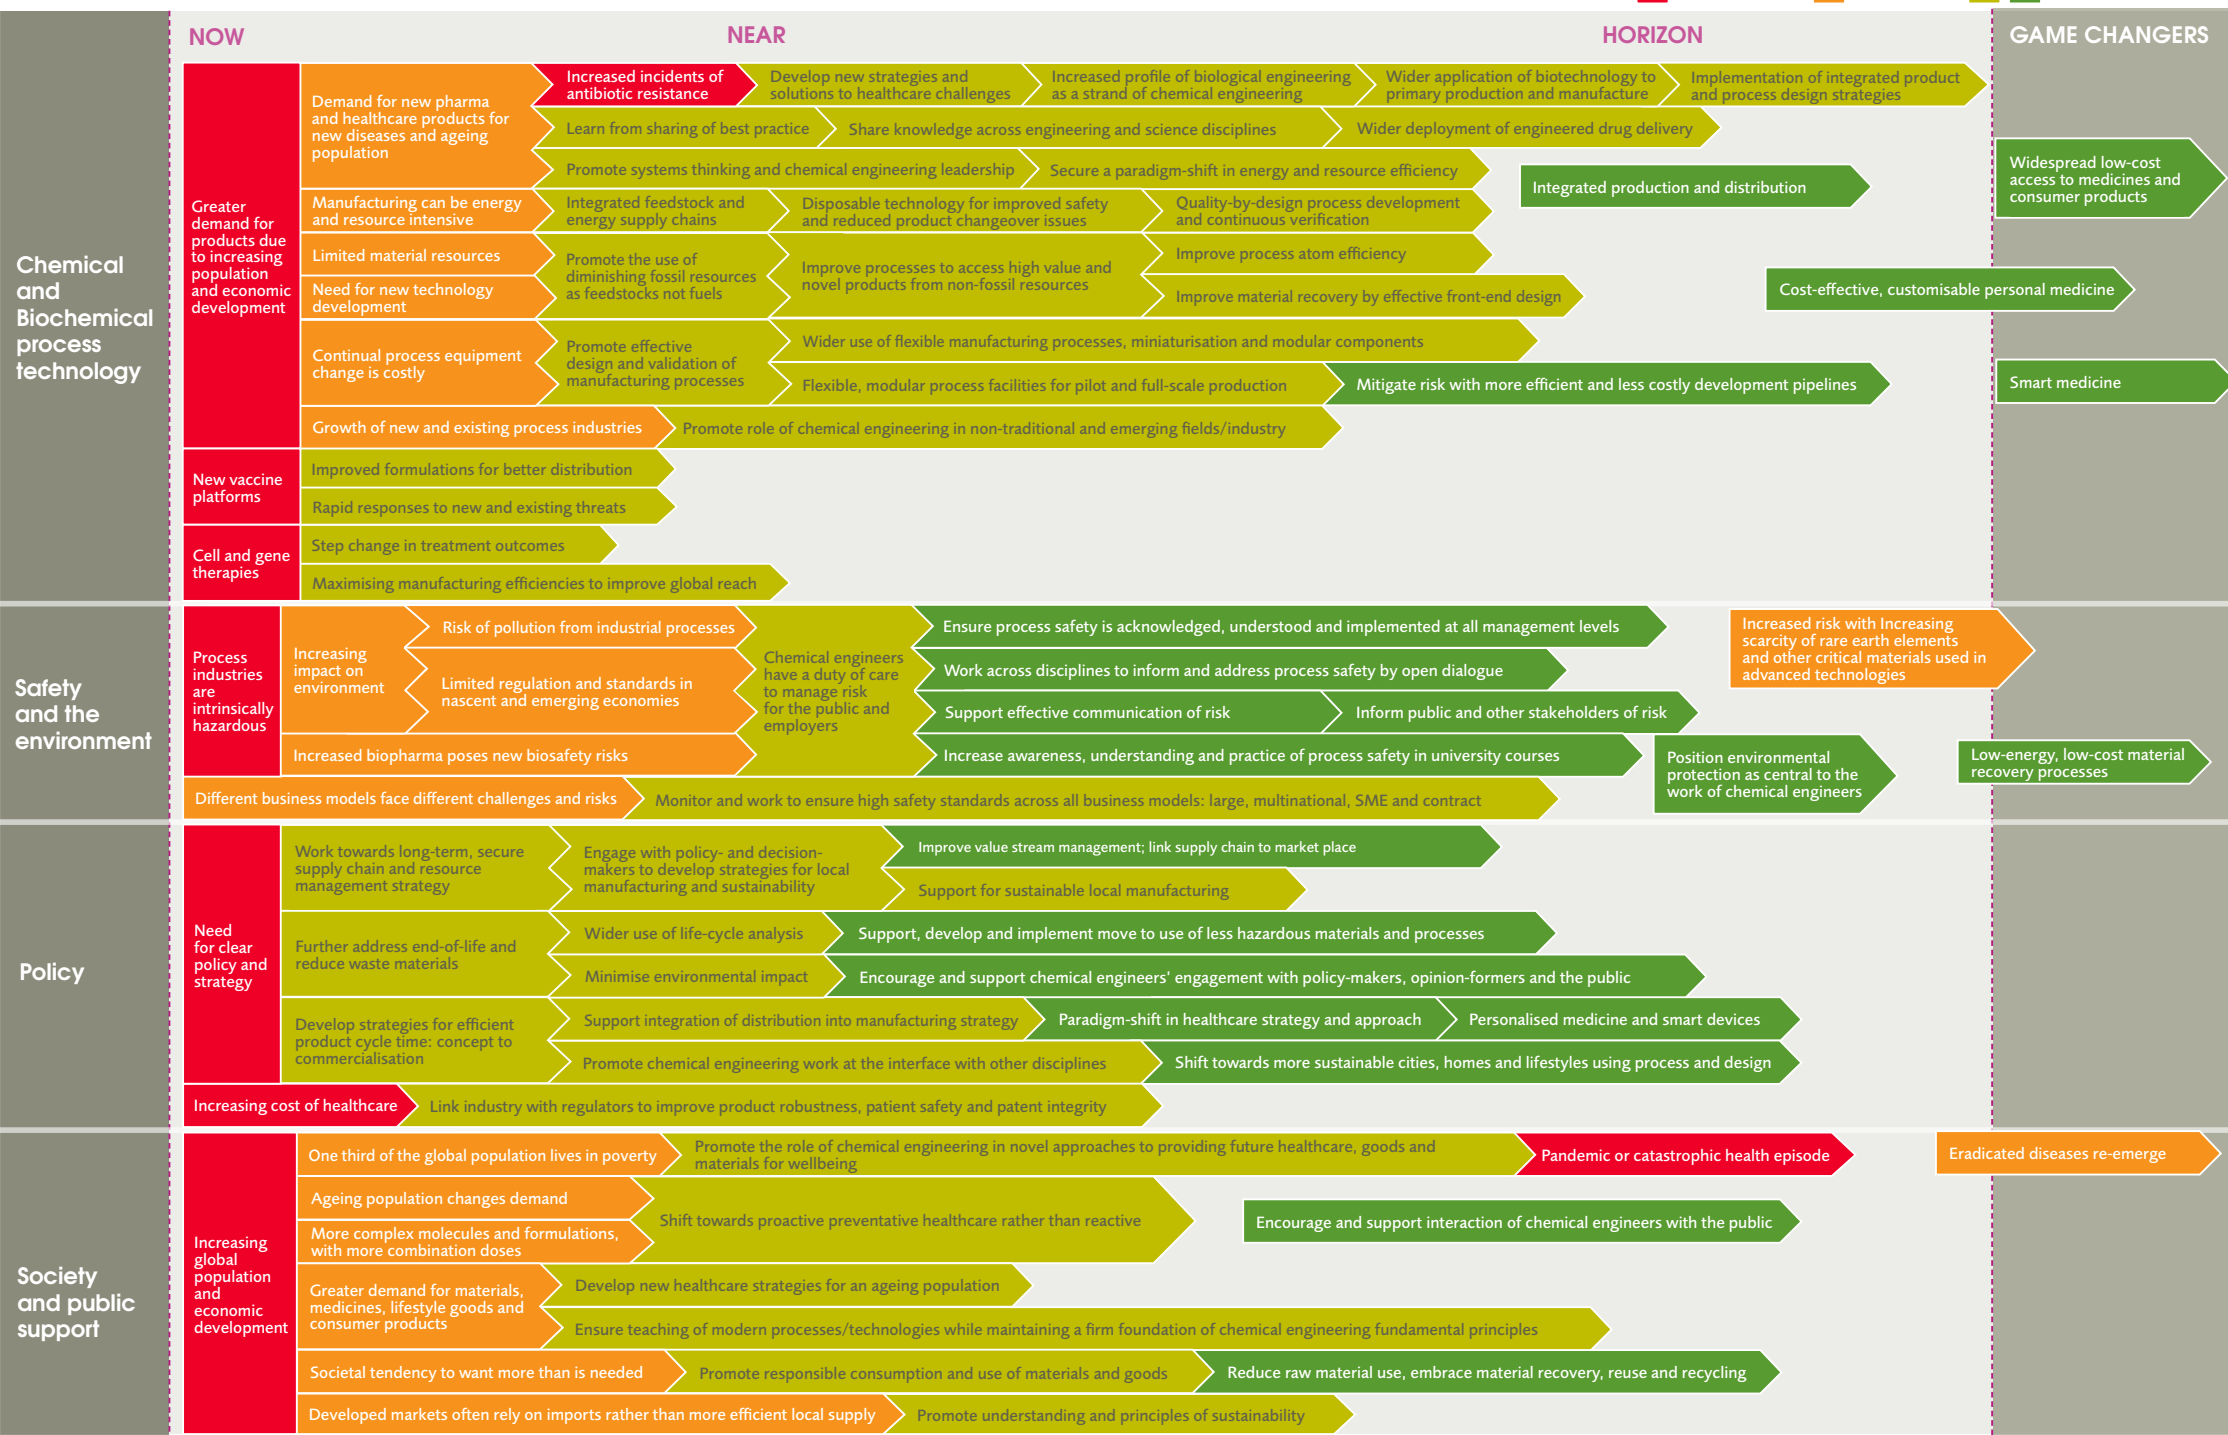 NOW
NEAR
HORIZON
GAME CHANGERS
Chemical
and
Biochemical
process
technology
Greater
demand for
products due
to increasing
population
and economic
development
Demand for new pharma
and healthcare products for
new diseases and ageing
population
Increased incidents of
antibiotic resistance
Develop new strategies and
solutions to healthcare challenges
Increased profile of biological engineering
as a strand of chemical engineering
Wider application of biotechnology to
primary production and manufacture
Implementation of integrated product
and process design strategies
Learn from sharing of best practice
Share knowledge across engineering and science disciplines
Wider deployment of engineered drug delivery
Promote systems thinking and chemical engineering leadership
Secure a paradigm-shift in energy and resource efficiency
Integrated production and distribution
Widespread low-cost
access to medicines and
consumer products
Manufacturing can be energy
and resource intensive
Integrated feedstock and
energy supply chains
Disposable technology for improved safety
and reduced product changeover issues
Quality-by-design process development
and continuous verification
Limited material resources
Need for new technology
development
Promote the use of
diminishing fossil resources
as feedstocks not fuels
Improve processes to access high value and
novel products from non-fossil resources
Improve process atom efficiency
Improve material recovery by effective front-end design
Cost-effective, customisable personal medicine
Continual process equipment
change is costly
Promote effective
design and validation of
manufacturing processes
Wider use of flexible manufacturing processes, miniaturisation and modular components
Flexible, modular process facilities for pilot and full-scale production
Mitigate risk with more efficient and less costly development pipelines
Smart medicine
Growth of new and existing process industries
Promote role of chemical engineering in non-traditional and emerging fields/industry
New vaccine
platforms
Improved formulations for better distribution
Rapid responses to new and existing threats
Cell and gene
therapies
Step change in treatment outcomes
Maximising manufacturing efficiencies to improve global reach
Safety
and the
environment
Process
industries
are
intrinsically
hazardous
Increasing
impact on
environment
Risk of pollution from industrial processes
Limited regulation and standards in
nascent and emerging economies
Increased biopharma poses new biosafety risks
Chemical engineers
have a duty of care
to manage risk
for the public and
employers
Ensure process safety is acknowledged, understood and implemented at all management levels
Work across disciplines to inform and address process safety by open dialogue
Support effective communication of risk
Inform public and other stakeholders of risk
Increase awareness, understanding and practice of process safety in university courses
Increased risk with Increasing
scarcity of rare earth elements
and other critical materials used in
advanced technologies
Position environmental
protection as central to the
work of chemical engineers
Low-energy, low-cost material
recovery processes
Different business models face different challenges and risks
Monitor and work to ensure high safety standards across all business models: large, multinational, SME and contract
Policy
Need
for clear
policy and
strategy
Work towards long-term, secure
supply chain and resource
management strategy
Engage with policy- and decision-
makers to develop strategies for local
manufacturing and sustainability
Improve value stream management; link supply chain to market place
Support for sustainable local manufacturing
Further address end-of-life and
reduce waste materials
Wider use of life-cycle analysis
Support, develop and implement move to use of less hazardous materials and processes
Minimise environmental impact
Encourage and support chemical engineers' engagement with policy-makers, opinion-formers and the public
Develop strategies for efficient
product cycle time: concept to
commercialisation
Support integration of distribution into manufacturing strategy
Paradigm-shift in healthcare strategy and approach
Personalised medicine and smart devices
Promote chemical engineering work at the interface with other disciplines
Shift towards more sustainable cities, homes and lifestyles using process and design
Increasing cost of healthcare
Link industry with regulators to improve product robustness, patient safety and patent integrity
Society
and public
support
Increasing
global
population
and
economic
development
One third of the global population lives in poverty
Promote the role of chemical engineering in novel approaches to providing future healthcare, goods and
materials for wellbeing
Pandemic or catastrophic health episode
Eradicated diseases re-emerge
Ageing population changes demand
More complex molecules and formulations,
with more combination doses
Shift towards proactive preventative healthcare rather than reactive
Encourage and support interaction of chemical engineers with the public
Greater demand for materials,
medicines, lifestyle goods and
consumer products
Develop new healthcare strategies for an ageing population
Ensure teaching of modern processes/technologies while maintaining a firm foundation of chemical engineering fundamental principles
Societal tendency to want more than is needed
Promote responsible consumption and use of materials and goods
Reduce raw material use, embrace material recovery, reuse and recycling
Developed markets often rely on imports rather than more efficient local supply
Promote understanding and principles of sustainability